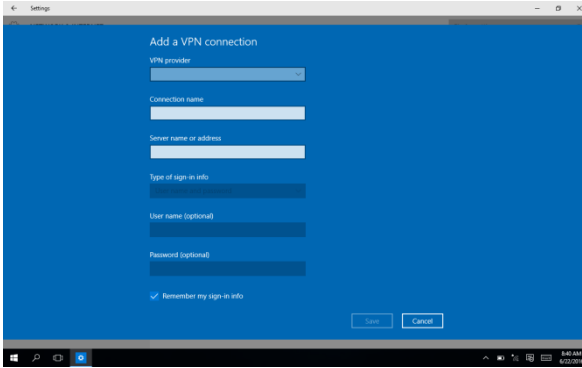 Settings
Add a VPN connection
VPN provider
Connection name
Server name or address
Type of sign-in info
User name (optional)
Password (optional)
Remember my sign-in info
Save
Cancel
8:40 AM